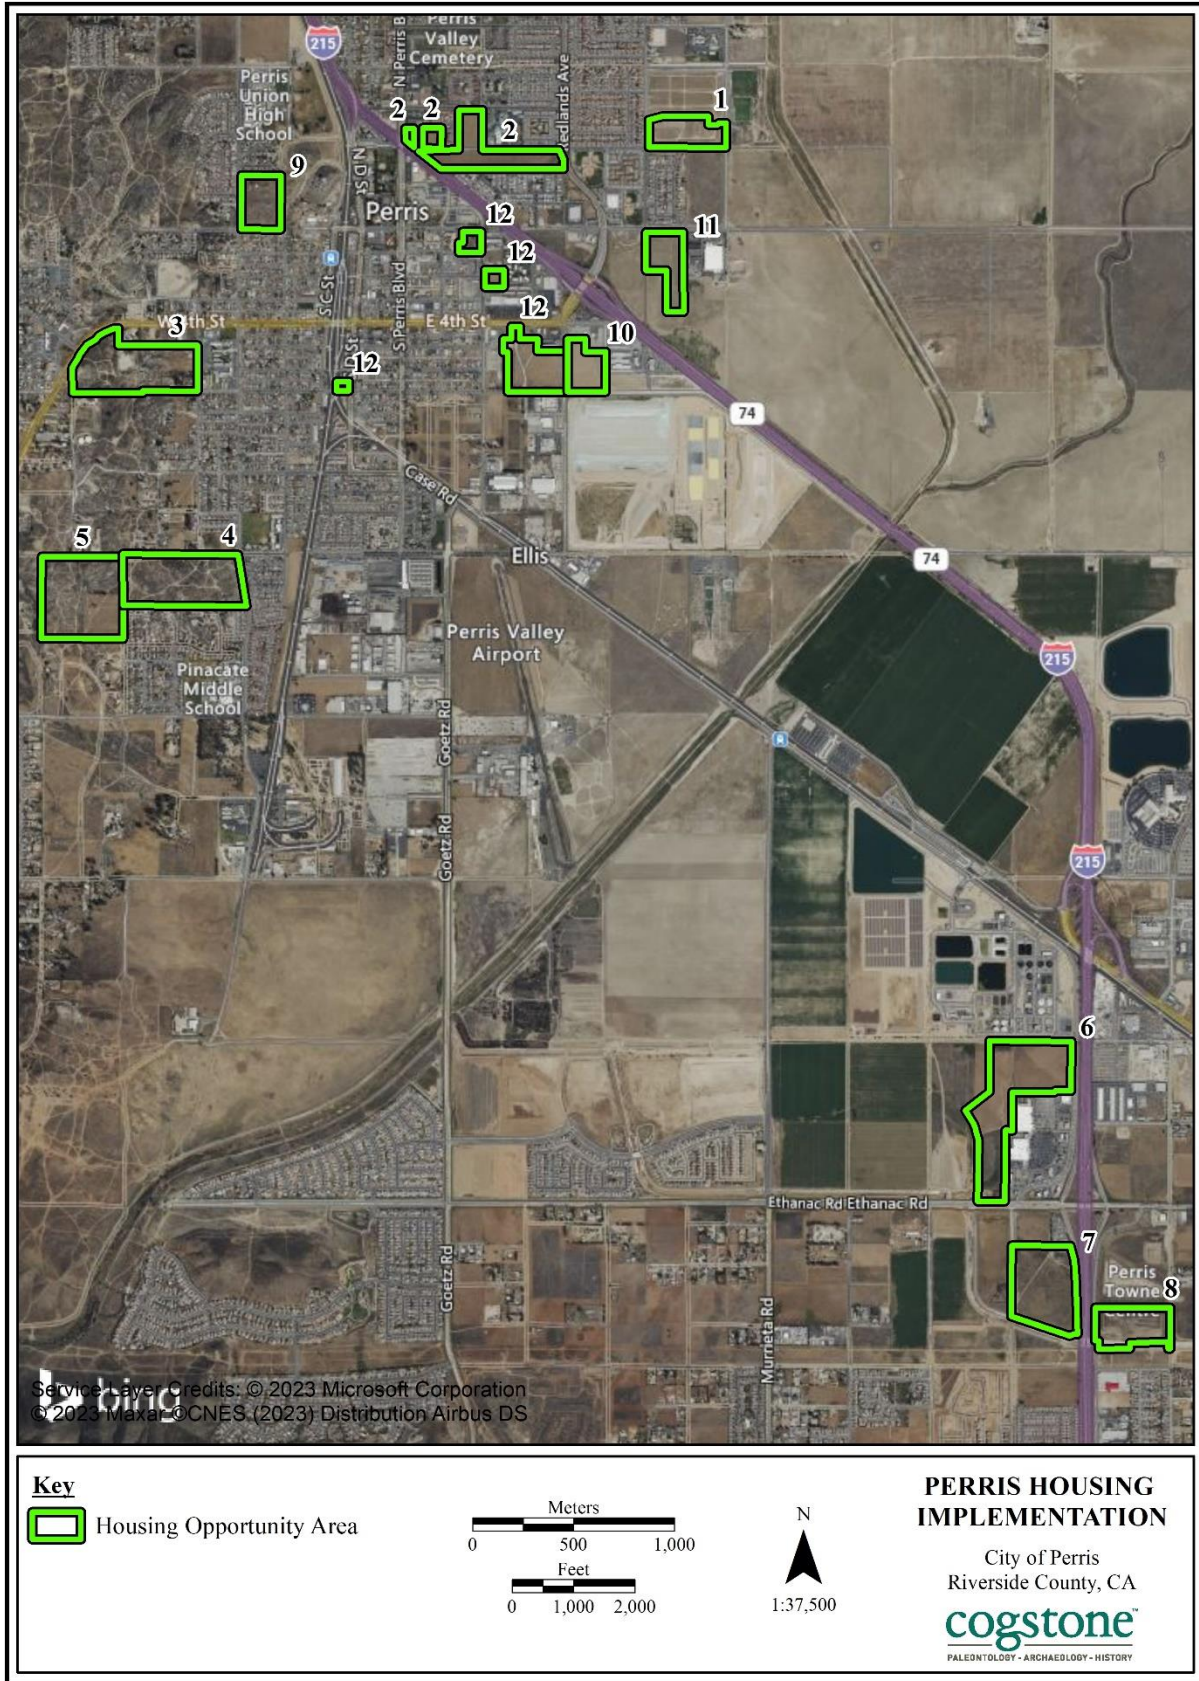 215
Perris
Valley
Cemetery
N Perris B
Redlands Ave
Perris
Union
High
School
2
2
2
1
9
N D St
Perris
12
12
11
S C St
S Perris Blvd
W 4th St
E 4th St
12
10
3
D St
12
74
Case Rd
5
4
Ellis
74
Perris Valley
Airport
215
Pinacate
Middle
School
Goetz Rd
Goetz Rd
215
6
Ethanac Rd Ethanac Rd
7
Goetz Rd
Murrieta Rd
Perris
Towne
Centre
8
bing
Service Layer Credits: © 2023 Microsoft Corporation
© 2023 Maxar ©CNES (2023) Distribution Airbus DS
Key
Housing Opportunity Area
Meters
0 500 1,000
Feet
0 1,000 2,000
N
1:37,500
PERRIS HOUSING
IMPLEMENTATION
City of Perris
Riverside County, CA
cogstone™
PALEONTOLOGY - ARCHAEOLOGY - HISTORY